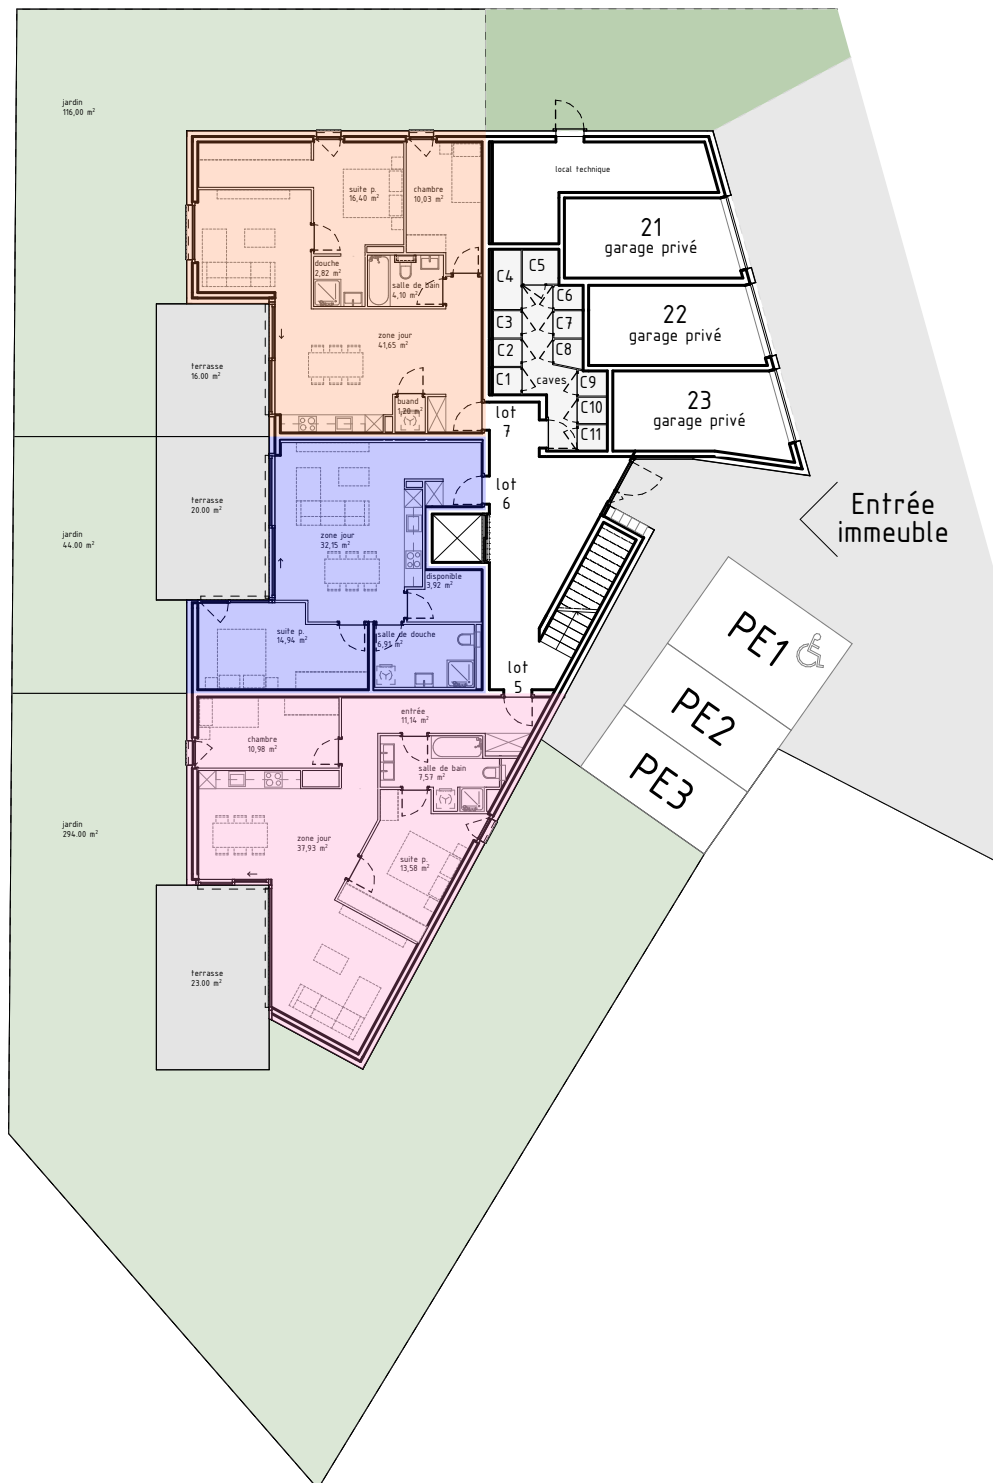 jardin
116,00 m²
local technique
suite p.
16,40 m²
chambre
10,03 m²
21
garage privé
douche
2,82 m²
salle de bain
4,10 m²
C4
C5
C6
C3
C7
C2
C8
C1
caves
C9
C10
C11
22
garage privé
23
garage privé
zone jour
41,65 m²
terrasse
16.00 m²
buand
1,20 m²
lot
7
lot
6
terrasse
20.00 m²
jardin
44.00 m²
zone jour
32,15 m²
disponible
3,92 m²
Entrée
immeuble
suite p.
14,94 m²
salle de douche
6,91 m²
PE1
PE2
PE3
lot
5
entrée
11,14 m²
chambre
10,98 m²
salle de bain
7,57 m²
jardin
294.00 m²
zone jour
37,93 m²
suite p.
13,58 m²
terrasse
23.00 m²